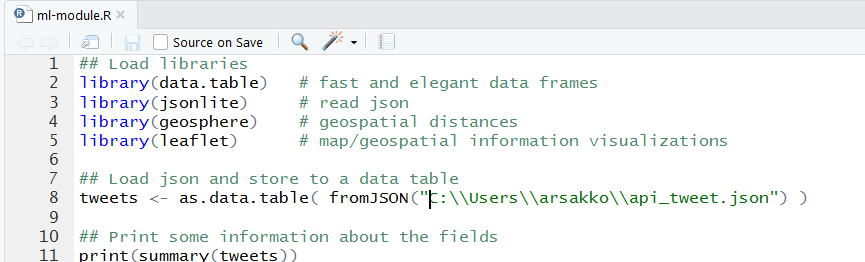 ml-module.R
Source on Save
1 ## Load libraries
2 library(data.table)   # fast and elegant data frames
3 library(jsonlite)     # read json
4 library(geosphere)    # geospatial distances
5 library(leaflet)      # map/geospatial information visualizations
6
7 ## Load json and store to a data table
8 tweets <- as.data.table( fromJSON("C:\\Users\\arsakko\\api_tweet.json") )
9
10 ## Print some information about the fields
11 print(summary(tweets))